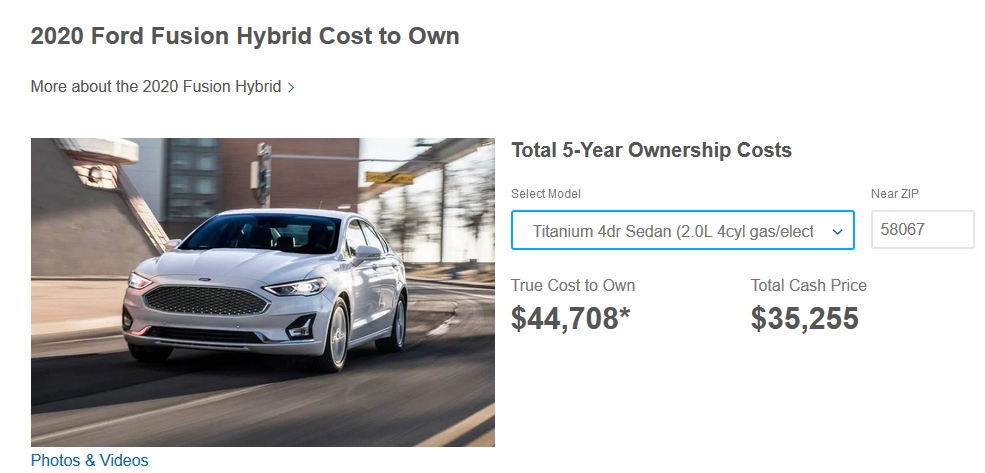 2020 Ford Fusion Hybrid Cost to Own
More about the 2020 Fusion Hybrid
Total 5-Year Ownership Costs
Select Model
Near ZIP
Titanium 4dr Sedan (2.0L 4cyl gas/elect
58067
True Cost to Own
Total Cash Price
$44,708*
$35,255
Photos & Videos